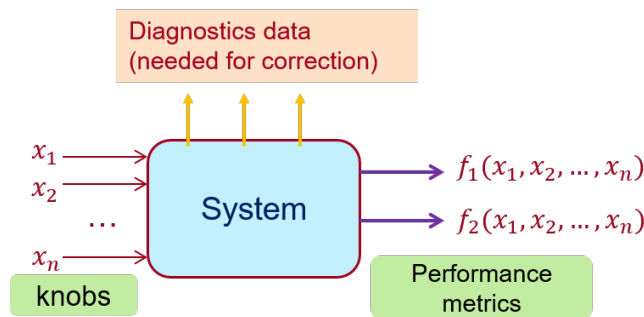 Diagnostics data
(needed for correction)
x₁
x₂
...
xₙ
knobs
System
f₁(x₁, x₂, ..., xₙ)
f₂(x₁, x₂, ..., xₙ)
Performance
metrics